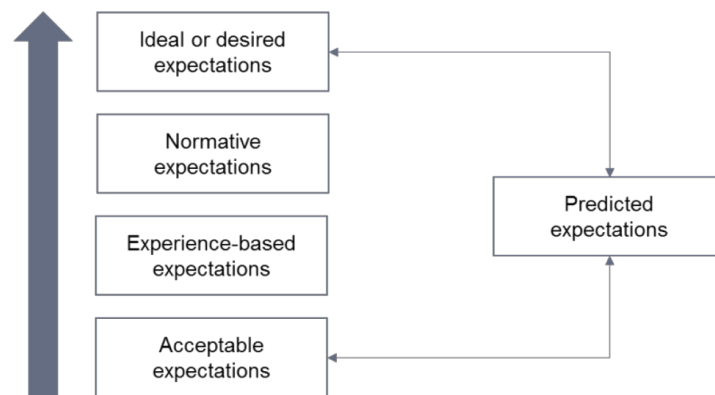 Ideal or desired
expectations
Normative
expectations
Predicted
expectations
Experience-based
expectations
Acceptable
expectations